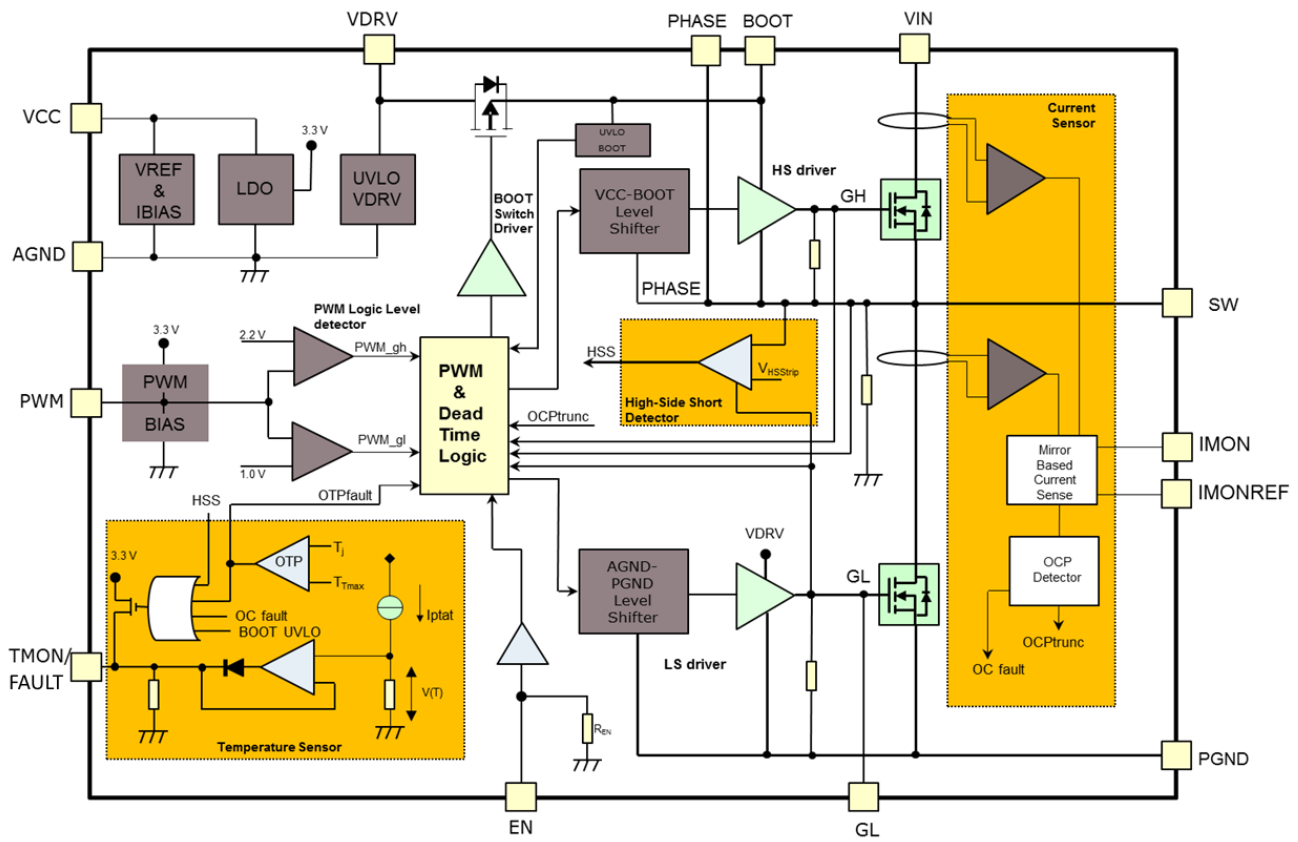 VDRV
PHASE
BOOT
VIN
VCC
3.3 V
VREF
&
IBIAS
LDO
UVLO
VDRV
UVLO
BOOT
Current
Sensor
HS driver
VCC-BOOT
Level
Shifter
GH
BOOT
Switch
Driver
AGND
PHASE
SW
PWM Logic Level
detector
3.3 V
2.2 V
PWM_gh
PWM
PWM
BIAS
PWM
&
Dead
Time
Logic
HSS
VHSStrip
High-Side Short
Detector
OCPtrunc
PWM_gl
1.0 V
IMON
Mirror
Based
Current
Sense
IMONREF
OTPfault
HSS
3.3 V
OTP
Tj
TTmax
Iptat
OC fault
BOOT UVLO
TMON/
FAULT
V(T)
Temperature Sensor
VDRV
AGND-
PGND
Level
Shifter
GL
LS driver
OCP
Detector
OCPtrunc
OC fault
REN
PGND
EN
GL